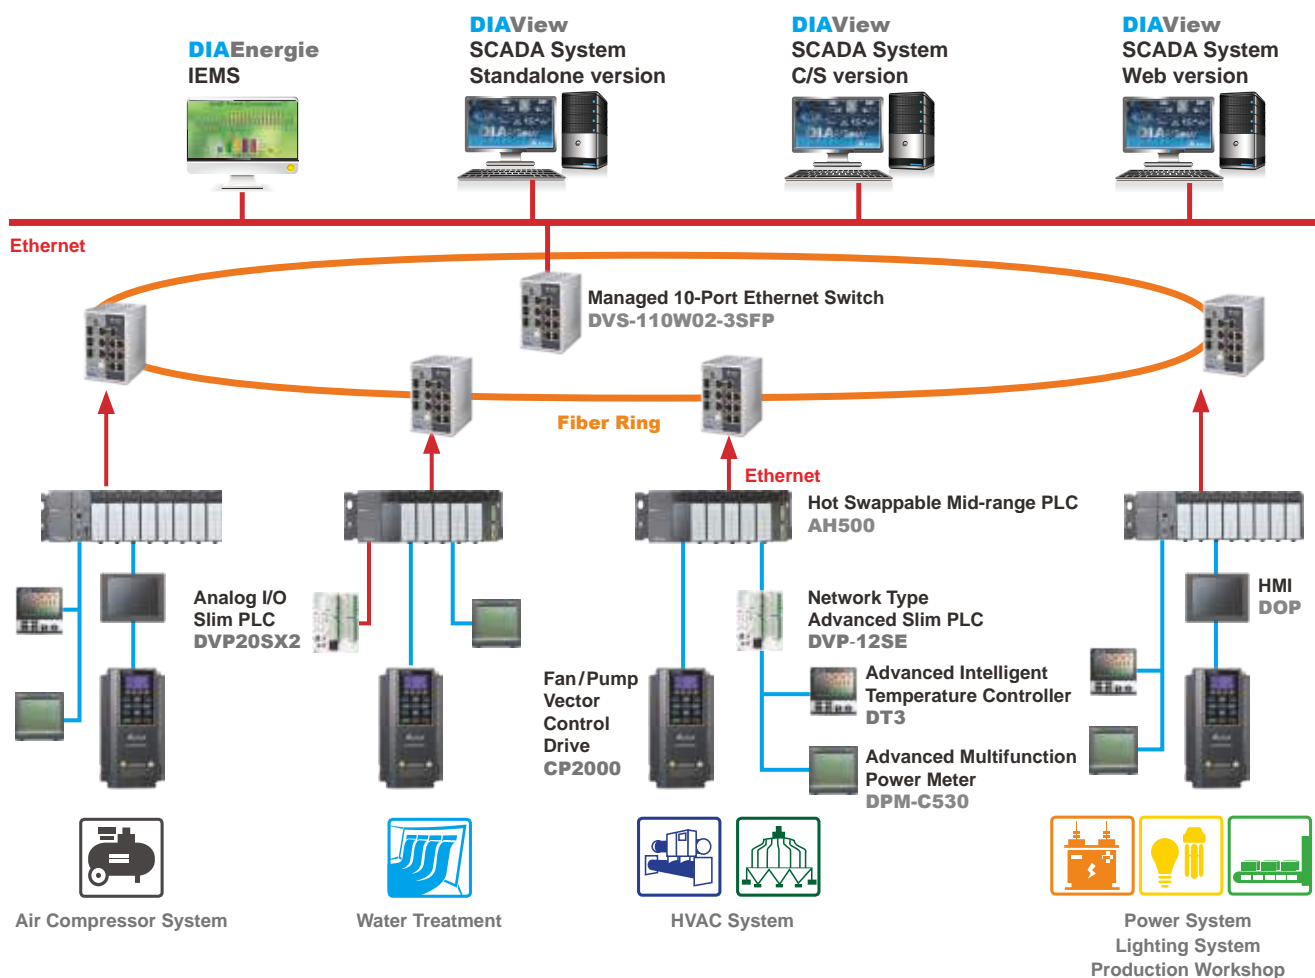 DIAEnergie
IEMS
DIAView
SCADA System
Standalone version
DIAView
SCADA System
C/S version
DIAView
SCADA System
Web version
Ethernet
Managed 10-Port Ethernet Switch
DVS-110W02-3SFP
Fiber Ring
Ethernet
Hot Swappable Mid-range PLC
AH500
Analog I/O
Slim PLC
DVP20SX2
Network Type
Advanced Slim PLC
DVP-12SE
HMI
DOP
Fan/Pump
Vector
Control
Drive
CP2000
Advanced Intelligent
Temperature Controller
DT3
Advanced Multifunction
Power Meter
DPM-C530
Air Compressor System
Water Treatment
HVAC System
Power System
Lighting System
Production Workshop